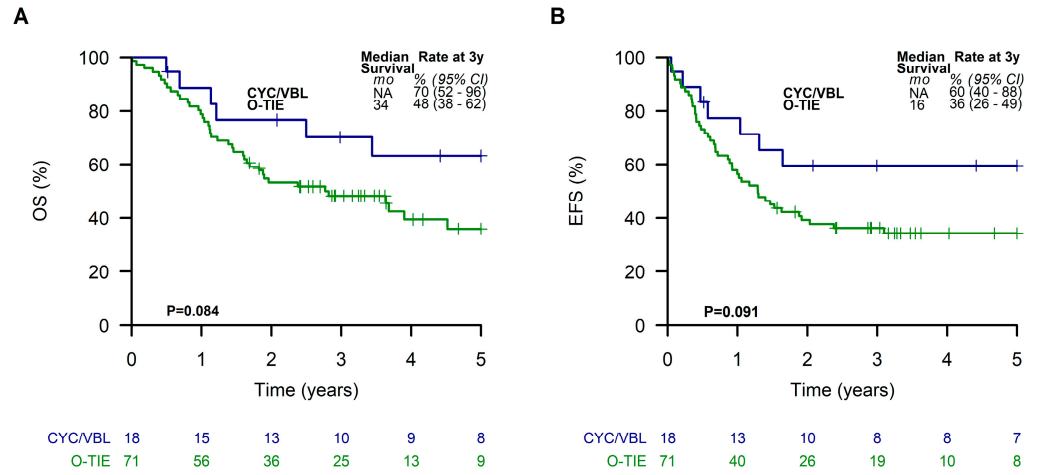 A
OS (%)
100
80
60
40
20
0
Median Rate at 3y
Survival
mo % (95% CI)
CYC/VBL NA 70 (52 - 96)
O-TIE 34 48 (38 - 62)
P=0.084
0 1 2 3 4 5
Time (years)
CYC/VBL 18 15 13 10 9 8
O-TIE 71 56 36 25 13 9
B
EFS (%)
100
80
60
40
20
0
Median Rate at 3y
Survival
mo % (95% CI)
CYC/VBL NA 60 (40 - 88)
O-TIE 16 36 (26 - 49)
P=0.091
0 1 2 3 4 5
Time (years)
CYC/VBL 18 13 10 8 8 7
O-TIE 71 40 26 19 10 8